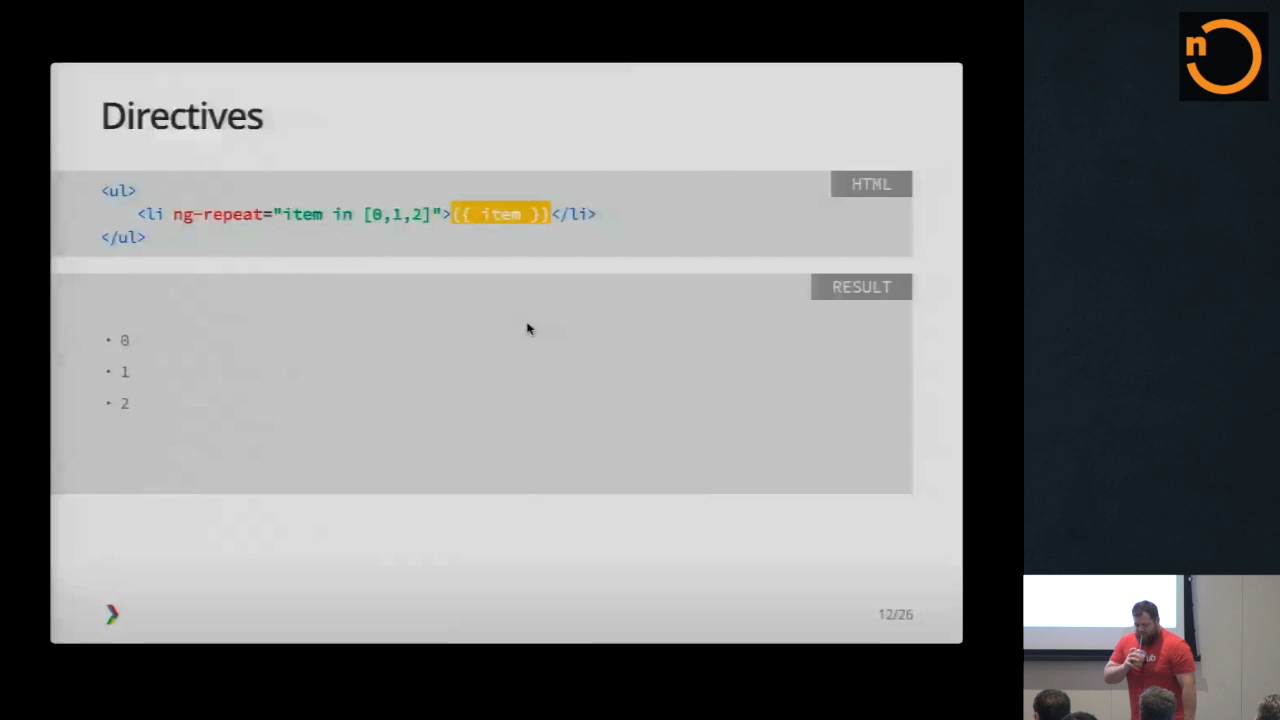 Directives
HTML
<ul>
<li ng-repeat="item in [0,1,2]">{{ item }}</li>
</ul>
RESULT
• 0
• 1
• 2
12/26
n
ub